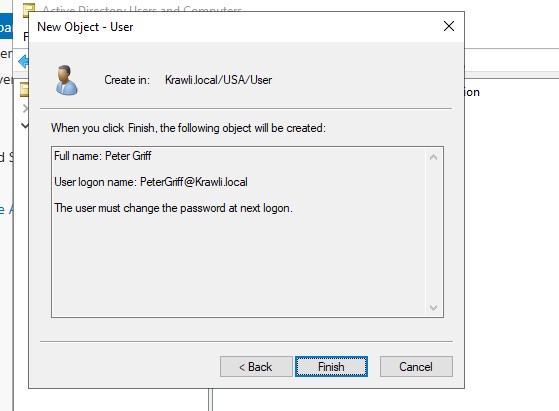 Active Directory Users and Computers
New Object - User
Create in: Krawli.local/USA/User
When you click Finish, the following object will be created:
Full name: Peter Griff
User logon name: PeterGriff@Krawli.local
The user must change the password at next logon.
< Back Finish Cancel